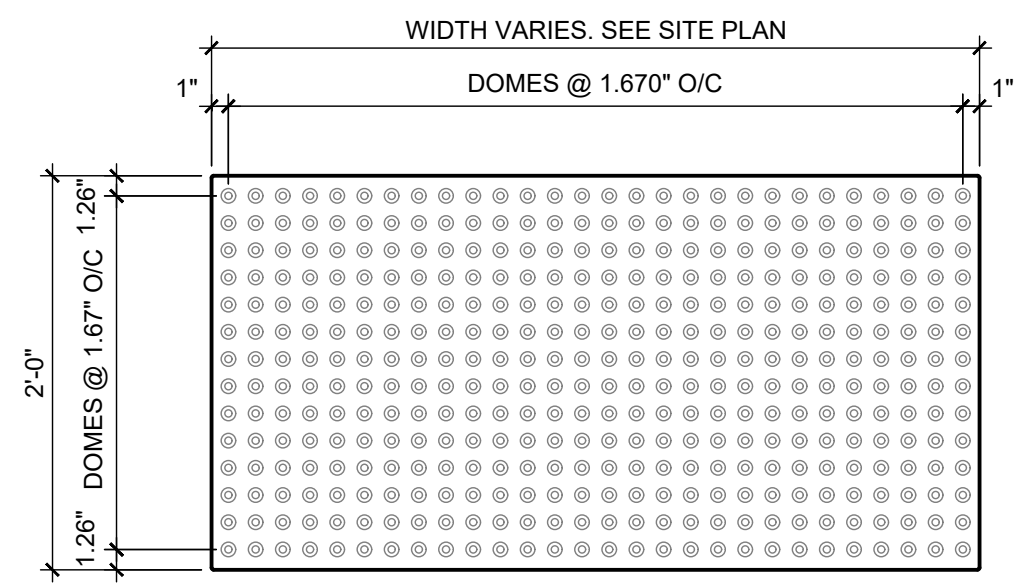 WIDTH VARIES. SEE SITE PLAN
1"
DOMES @ 1.670" O/C
1"
2'-0"
1.26"
DOMES @ 1.67" O/C
1.26"